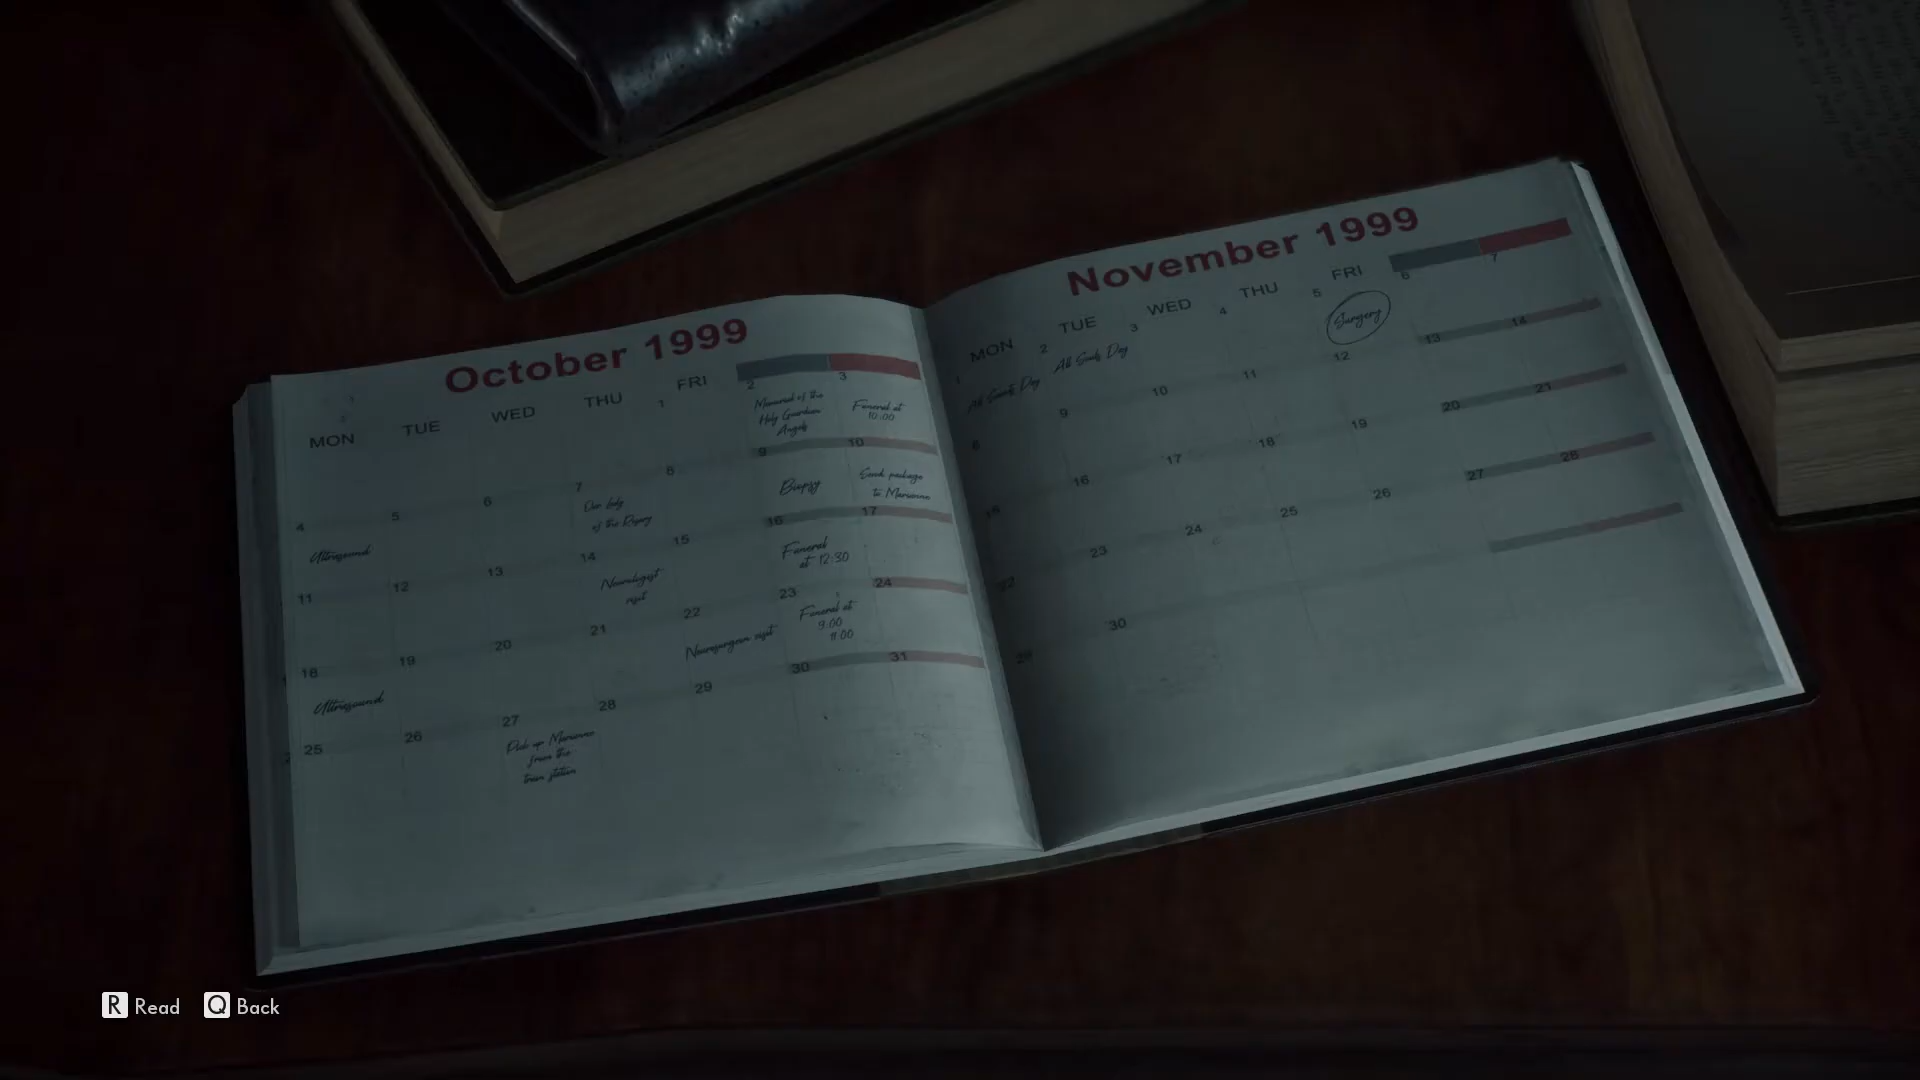 October 1999
MON TUE WED THU FRI
1 2 3
Memorial of the
Holy Guardian
Angels
Funeral at
10:00
4 5 6 7 8 9 10
Ultrasound
Our Lady
of the Rosary
Biopsy
Send package
to Marianne
11 12 13 14 15 16 17
Neurologist
visit
Funeral
at 12:30
18 19 20 21 22 23 24
Ultrasound
Neurosurgeon visit
Funeral at
9:00
11:00
25 26 27 28 29 30 31
Pick up Marianne
from the
train station
November 1999
MON TUE WED THU FRI
1 2 3 4 5 6 7
All Saints Day
All Souls Day
Surgery
8 9 10 11 12 13 14
15 16 17 18 19 20 21
22 23 24 25 26 27 28
29 30
R Read Q Back